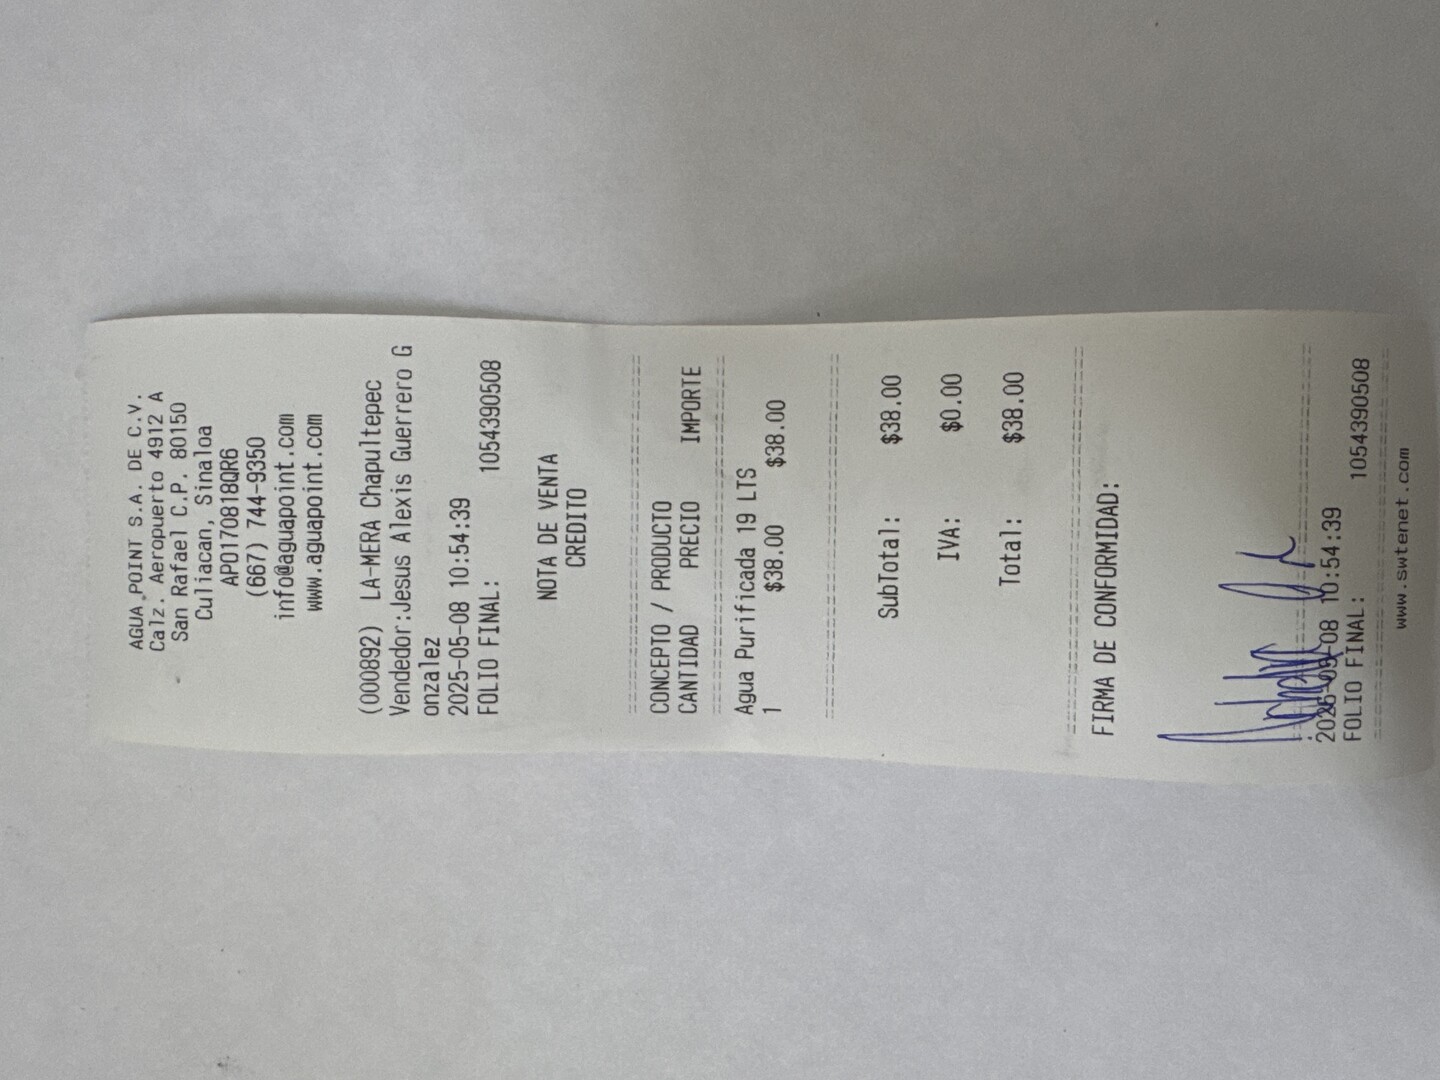 AGUA POINT S.A. DE C.V.
Calz. Aeropuerto 4912 A
San Rafael C.P. 80150
Culiacan, Sinaloa
APO170818QR6
(667) 744-9350
info@aguapoint.com
www.aguapoint.com
(000892) LA-MERA Chapultepec
Vendedor:Jesus Alexis Guerrero G
onzalez
2025-05-08 10:54:39
FOLIO FINAL: 1054390508
NOTA DE VENTA
CREDITO
CONCEPTO / PRODUCTO
CANTIDAD PRECIO IMPORTE
Agua Purificada 19 LTS
1 $38.00 $38.00
SubTotal: $38.00
IVA: $0.00
Total: $38.00
FIRMA DE CONFORMIDAD:
2025-05-08 10:54:39
FOLIO FINAL: 1054390508
www.swtenet.com